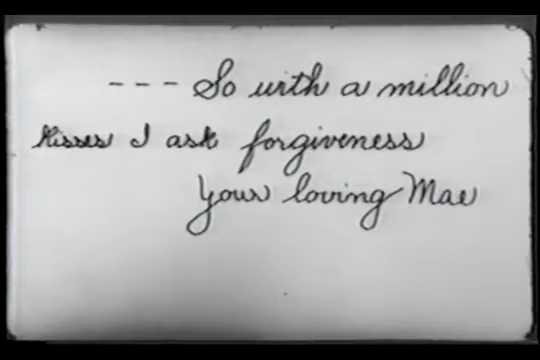 --- So with a million
kisses I ask forgiveness
Your loving Mae